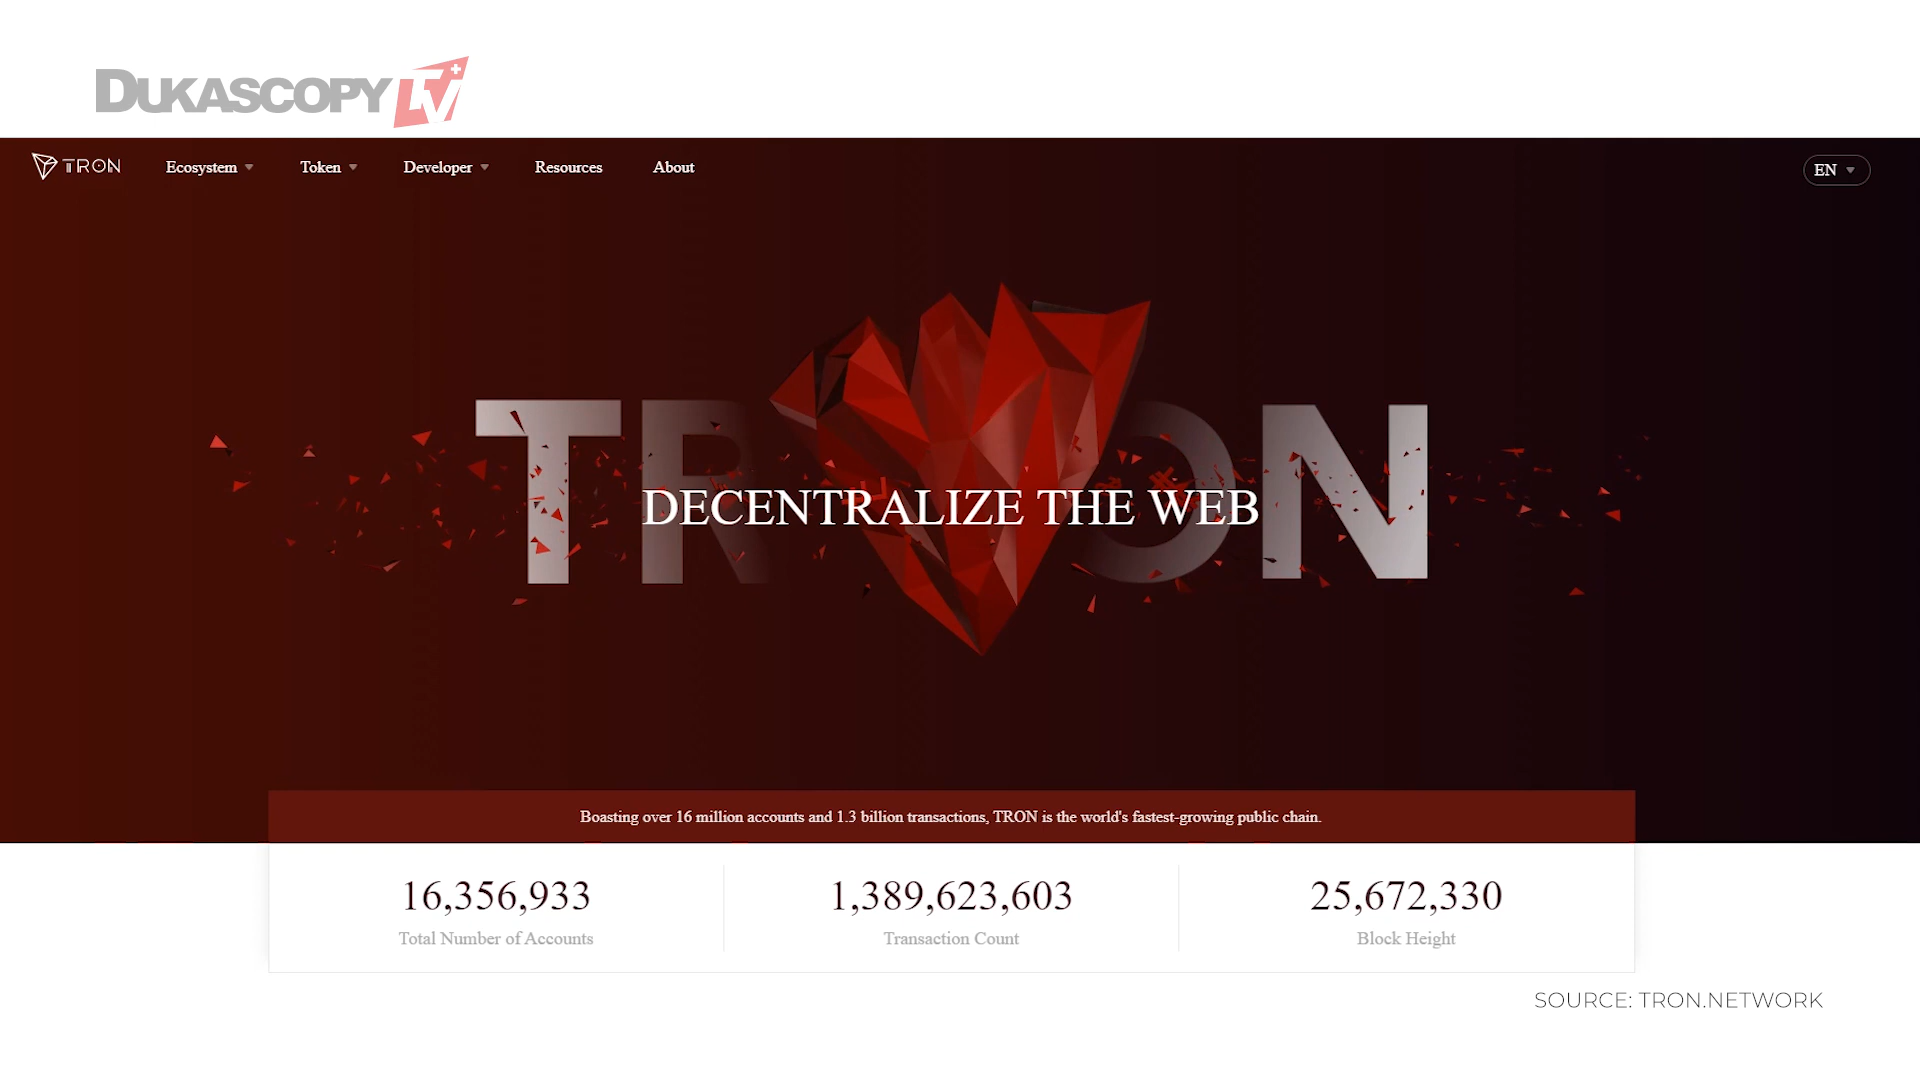 DUKASCOPY TV
TRON Ecosystem Token Developer Resources About EN
TRON
DECENTRALIZE THE WEB
Boasting over 16 million accounts and 1.3 billion transactions, TRON is the world's fastest-growing public chain.
16,356,933 1,389,623,603 25,672,330
Total Number of Accounts Transaction Count Block Height
SOURCE: TRON.NETWORK